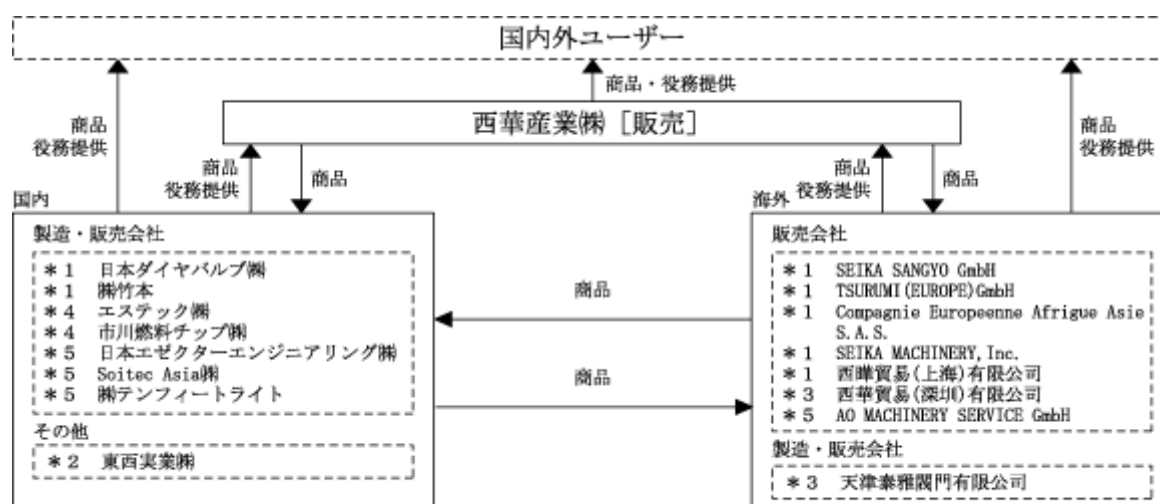 国内外ユーザー
商品・役務提供
西華産業㈱［販売］
商品
役務提供
商品
役務提供
商品
役務提供
商品
商品
役務提供
商品
国内
製造・販売会社
＊1 日本ダイヤバルブ㈱
＊1 ㈱竹本
＊4 エステック㈱
＊4 市川燃料チップ㈱
＊5 日本エゼクターエンジニアリング㈱
＊5 Soitec Asia㈱
＊5 ㈱テンフィートライト
その他
＊2 東西実業㈱
商品
商品
海外
販売会社
＊1 SEIKA SANGYO GmbH
＊1 TSURUMI(EUROPE)GmbH
＊1 Compagnie Europeenne Afrigue Asie
S.A.S.
＊1 SEIKA MACHINERY,Inc.
＊1 西曄貿易(上海)有限公司
＊3 西華貿易(深圳)有限公司
＊5 AO MACHINERY SERVICE GmbH
製造・販売会社
＊3 天津泰雅閥門有限公司